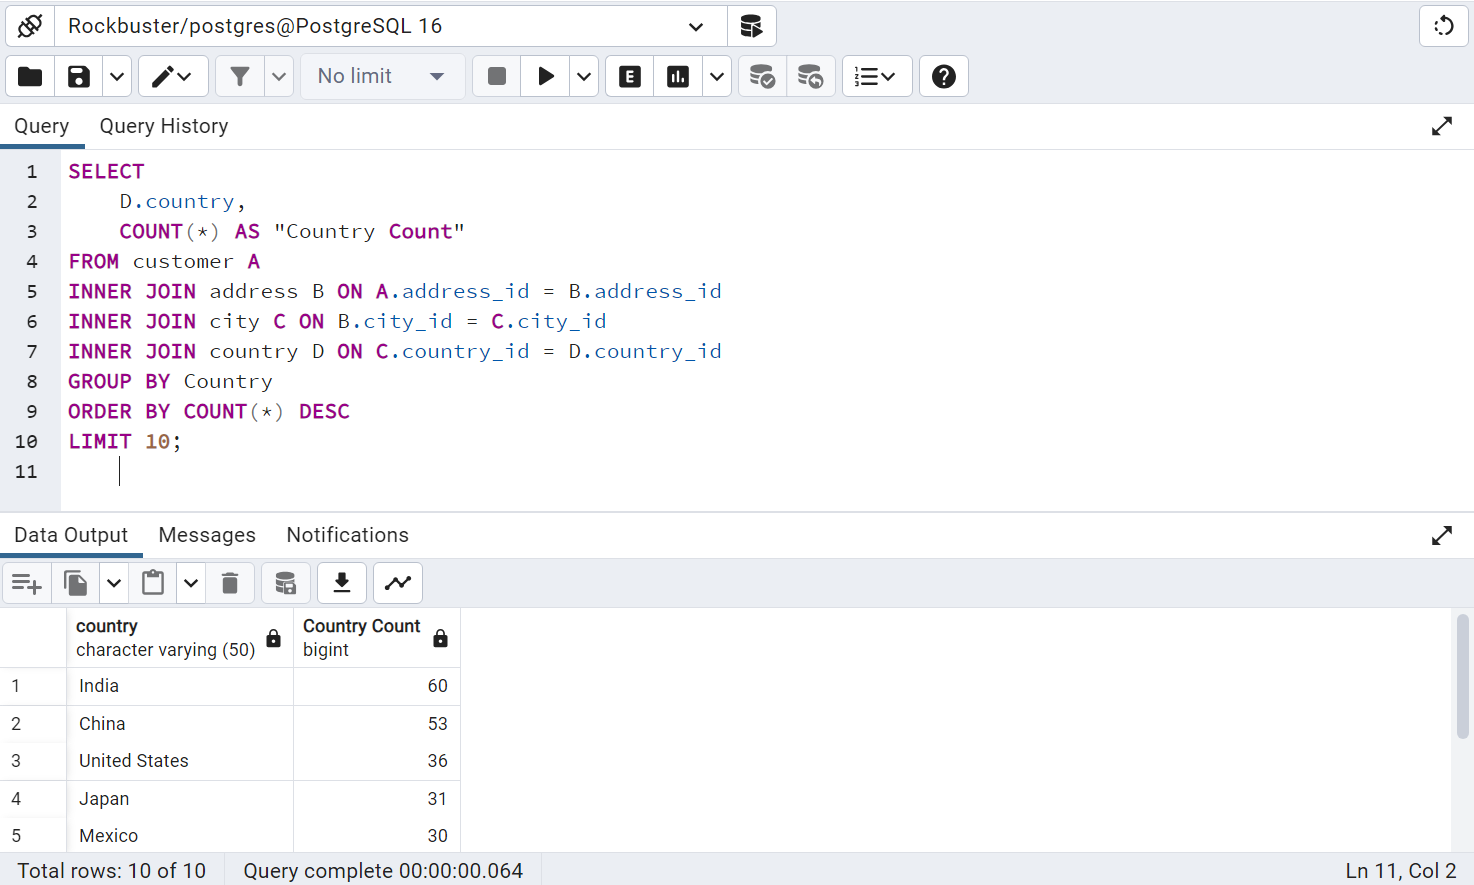 Rockbuster/postgres@PostgreSQL 16
No limit
E
Query Query History
1 SELECT
2 D.country,
3 COUNT(*) AS "Country Count"
4 FROM customer A
5 INNER JOIN address B ON A.address_id = B.address_id
6 INNER JOIN city C ON B.city_id = C.city_id
7 INNER JOIN country D ON C.country_id = D.country_id
8 GROUP BY Country
9 ORDER BY COUNT(*) DESC
10 LIMIT 10;
11
Data Output Messages Notifications
country Country Count
character varying (50) bigint
1 India 60
2 China 53
3 United States 36
4 Japan 31
5 Mexico 30
Total rows: 10 of 10 Query complete 00:00:00.064 Ln 11, Col 2